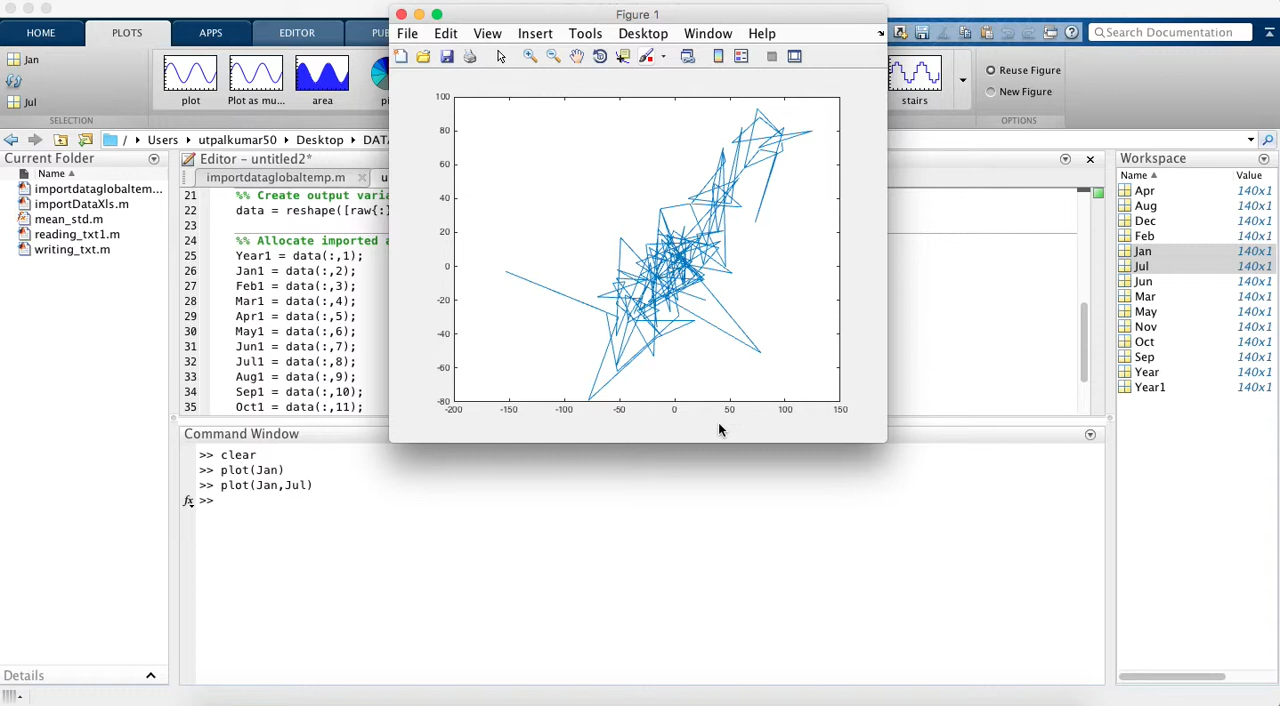 Figure 1
File Edit View Insert Tools Desktop Window Help
HOME PLOTS APPS EDITOR
Search Documentation
Jan
Jul
plot Plot as mu... area
stairs
Reuse Figure
New Figure
SELECTION
OPTIONS
/ Users utpalkumar50 Desktop
Current Folder
Name
importdataglobaltem...
importDataXls.m
mean_std.m
reading_txt1.m
writing_txt.m
Details
Editor - untitled2*
importdataglobaltemp.m
21 %% Create output varia
22 data = reshape([raw{:}
23
24 %% Allocate imported a
25 Year1 = data(:,1);
26 Jan1 = data(:,2);
27 Feb1 = data(:,3);
28 Mar1 = data(:,4);
29 Apr1 = data(:,5);
30 May1 = data(:,6);
31 Jun1 = data(:,7);
32 Jul1 = data(:,8);
33 Aug1 = data(:,9);
34 Sep1 = data(:,10);
35 Oct1 = data(:,11);
100
80
60
40
20
0
-20
-40
-60
-80
-200 -150 -100 -50 0 50 100 150
Command Window
>> clear
>> plot(Jan)
>> plot(Jan,Jul)
fx >>
Workspace
Name Value
Apr 140x1
Aug 140x1
Dec 140x1
Feb 140x1
Jan 140x1
Jul 140x1
Jun 140x1
Mar 140x1
May 140x1
Nov 140x1
Oct 140x1
Sep 140x1
Year 140x1
Year1 140x1